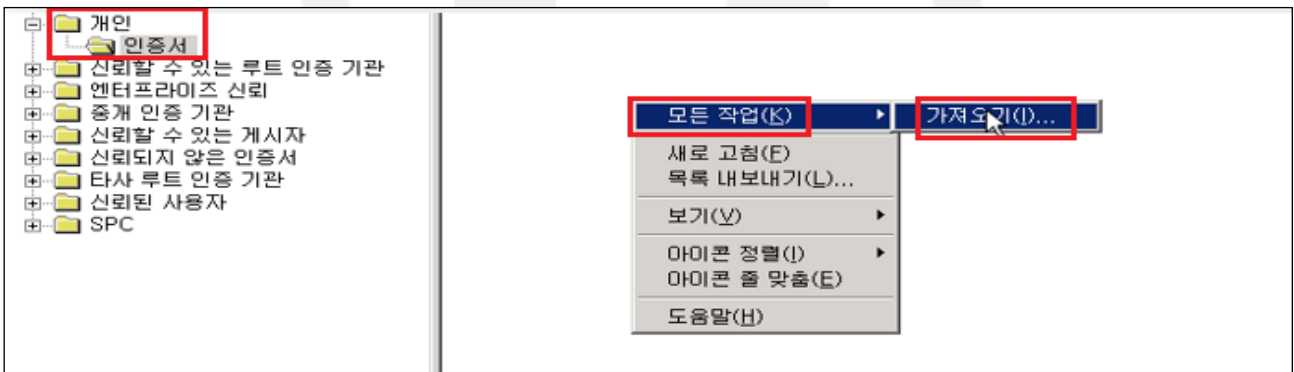 개인
인증서
신뢰할 수 있는 루트 인증 기관
엔터프라이즈 신뢰
중개 인증 기관
신뢰할 수 있는 게시자
신뢰되지 않은 인증서
타사 루트 인증 기관
신뢰된 사용자
SPC
모든 작업(K)
가져오기(I)...
새로 고침(F)
목록 내보내기(L)...
보기(V)
아이콘 정렬(I)
아이콘 줄 맞춤(E)
도움말(H)